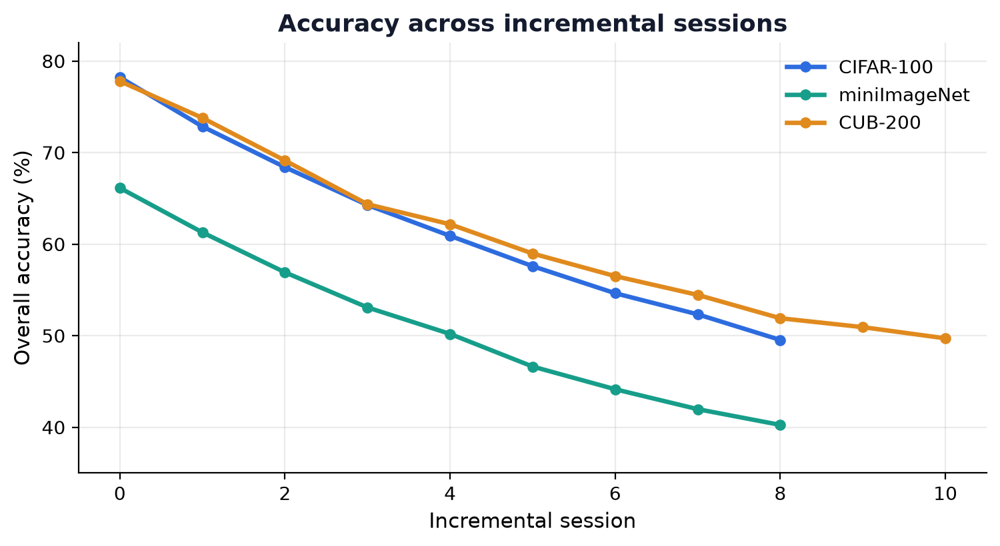 Accuracy across incremental sessions
CIFAR-100
miniImageNet
CUB-200
Overall accuracy (%)
80
70
60
50
40
0 2 4 6 8 10
Incremental session